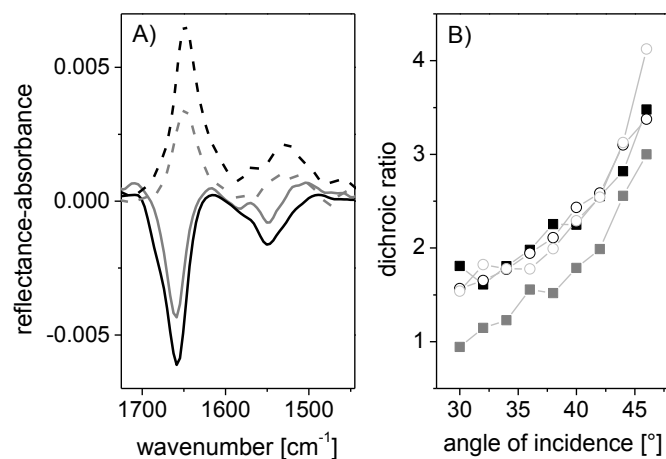 A)
B)
0.005
0.000
-0.005
reflectance-absorbance
1700
1600
1500
wavenumber [cm⁻¹]
4
3
2
1
dichroic ratio
30
35
40
45
angle of incidence [°]